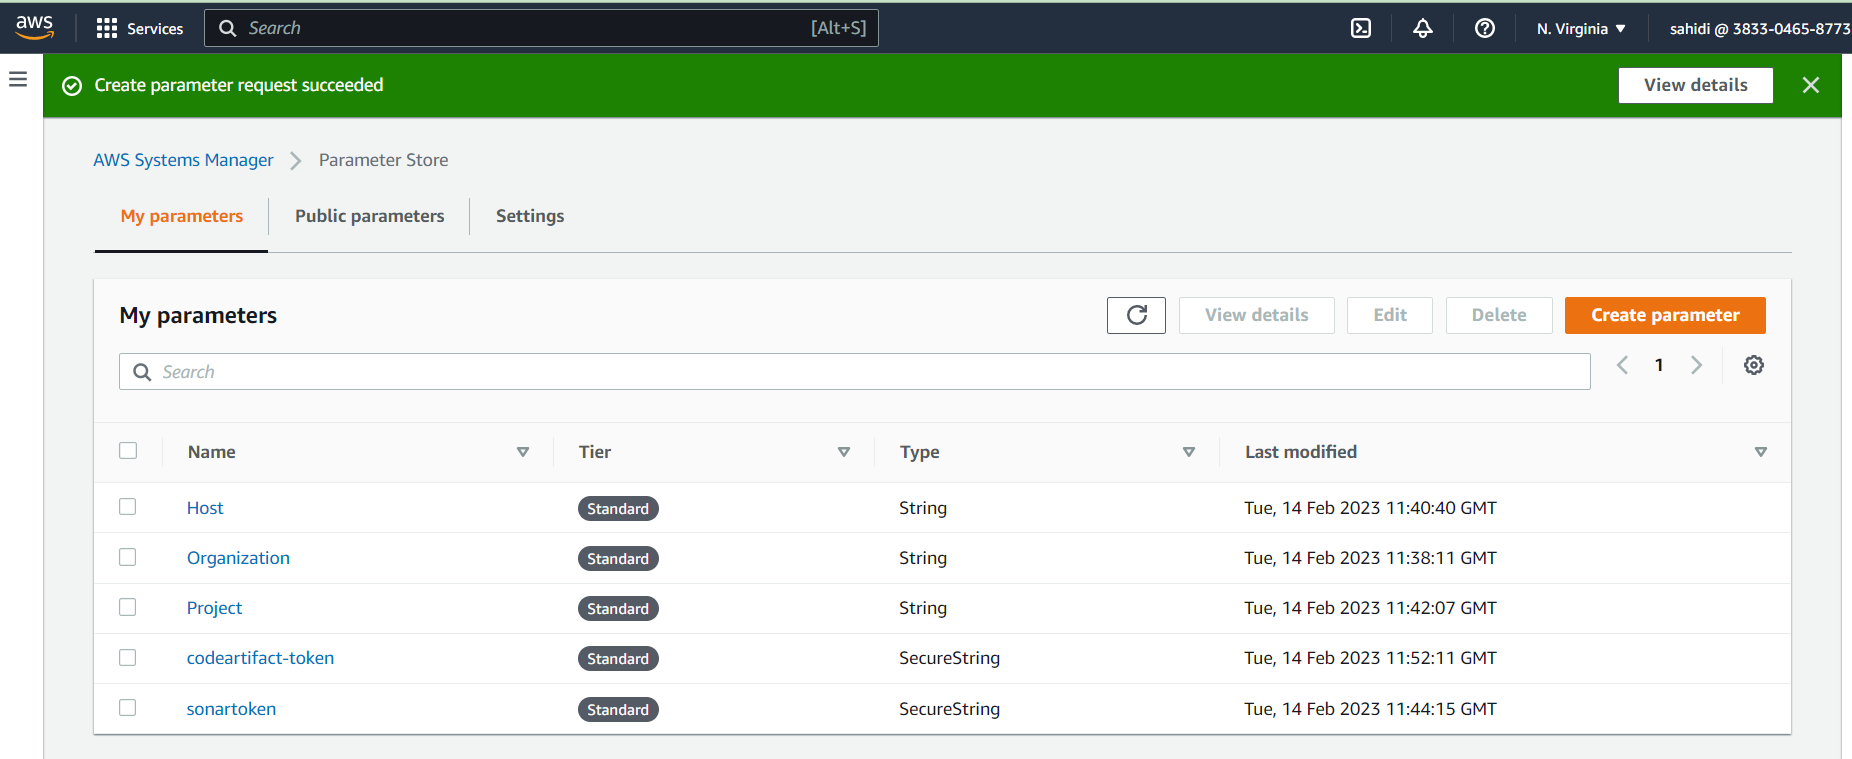 aws Services Search [Alt+S] N. Virginia sahidi @ 3833-0465-8773
Create parameter request succeeded View details
AWS Systems Manager Parameter Store
My parameters Public parameters Settings
My parameters View details Edit Delete Create parameter
Search 1
Name Tier Type Last modified
Host Standard String Tue, 14 Feb 2023 11:40:40 GMT
Organization Standard String Tue, 14 Feb 2023 11:38:11 GMT
Project Standard String Tue, 14 Feb 2023 11:42:07 GMT
codeartifact-token Standard SecureString Tue, 14 Feb 2023 11:52:11 GMT
sonartoken Standard SecureString Tue, 14 Feb 2023 11:44:15 GMT